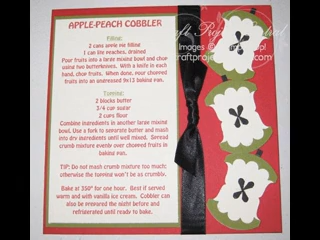 APPLE-PEACH COBBLER
Filling:
2 cans apple pie filling
1 can lite peaches, drained
Pour fruits into a large mixing bowl and chop
using two butterknives. With a knife in each
hand, chop fruits. When done, pour chopped
fruits into an undressed 9x13 baking pan.
Topping:
2 blocks butter
3/4 cup sugar
2 cups flour
Combine ingredients in another large mixing
bowl. Use a fork to separate butter and mash
into dry ingredients until well mixed. Spread
crumb mixture evenly over chopped fruits in
baking pan.
TIP: Do not mash crumb mixture too much;
otherwise the topping won't be as crumbly.
Bake at 350° for one hour. Best if served
warm and with vanilla ice cream. Cobbler can
also be prepared the night before and
refrigerated until ready to bake.
Craft Project Central
Images ©
craftproject